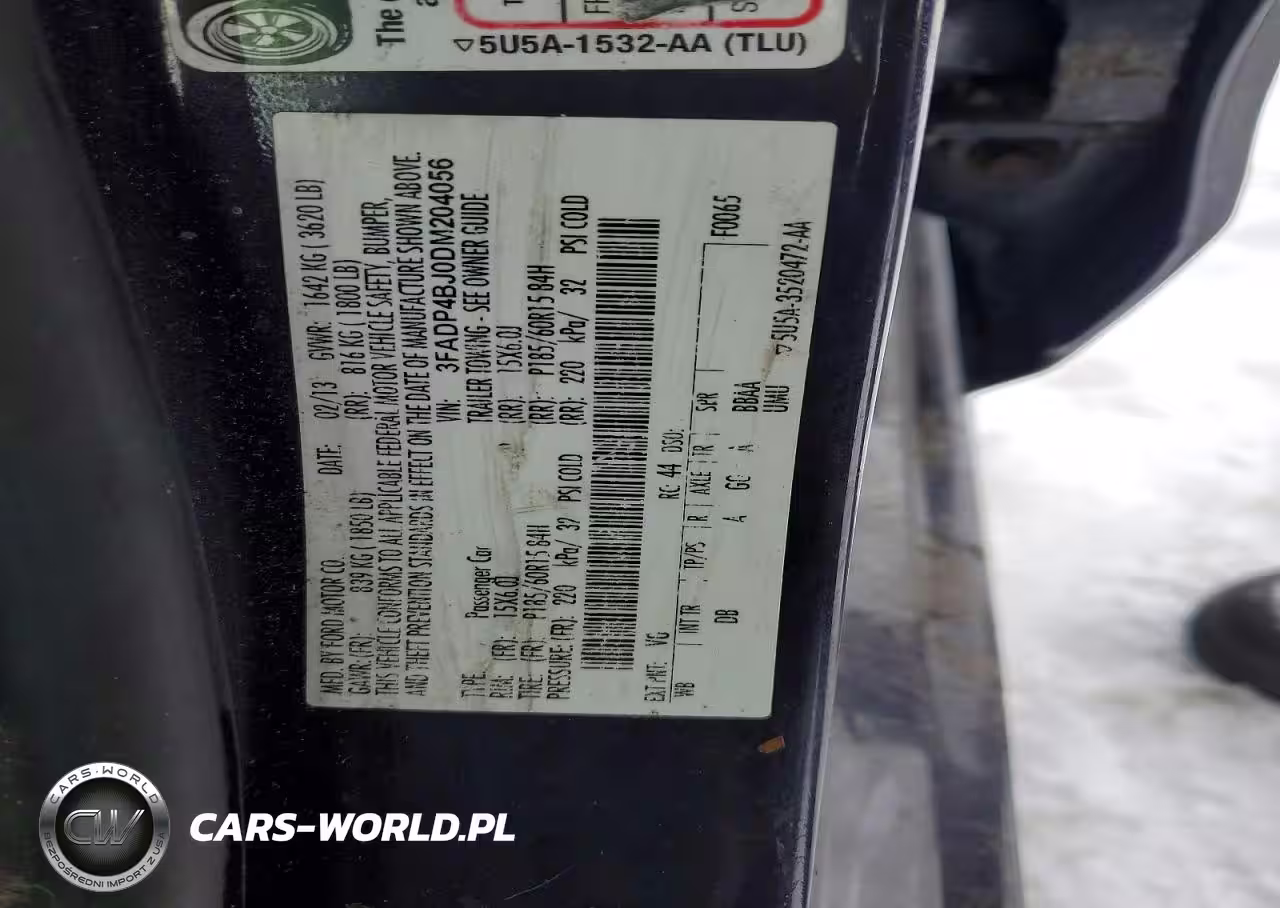 The
5U5A-1532-AA (TLU)
MFD. BY FORD MOTOR CO. DATE: 02/13 GVWR: 1642 KG ( 3620 LB)
GAWR: (FR): 839 KG ( 1850 LB) (RR): 816 KG ( 1800 LB)
THIS VEHICLE CONFORMS TO ALL APPLICABLE FEDERAL MOTOR VEHICLE SAFETY, BUMPER,
AND THEFT PREVENTION STANDARDS IN EFFECT ON THE DATE OF MANUFACTURE SHOWN ABOVE.
VIN: 3FADP4BJ0DM204056
TYPE: Passenger Car TRAILER TOWING - SEE OWNER GUIDE
RIM: (FR): 15X6.0J (RR): 15X6.0J
TIRE: (FR): P185/60R15 84H (RR): P185/60R15 84H
PRESSURE: (FR): 220 kPa/ 32 PSI COLD (RR): 220 kPa/ 32 PSI COLD
EXT PNT: VG RC: 44 DSO: F0065
WB INT TR TP/PS R AXLE TR SPR
DB A GC A BBAA
UMU
5U5A-3520472-AA
CARS-WORLD
CW
BEZPOŚREDNI IMPORT Z USA
CARS-WORLD.PL